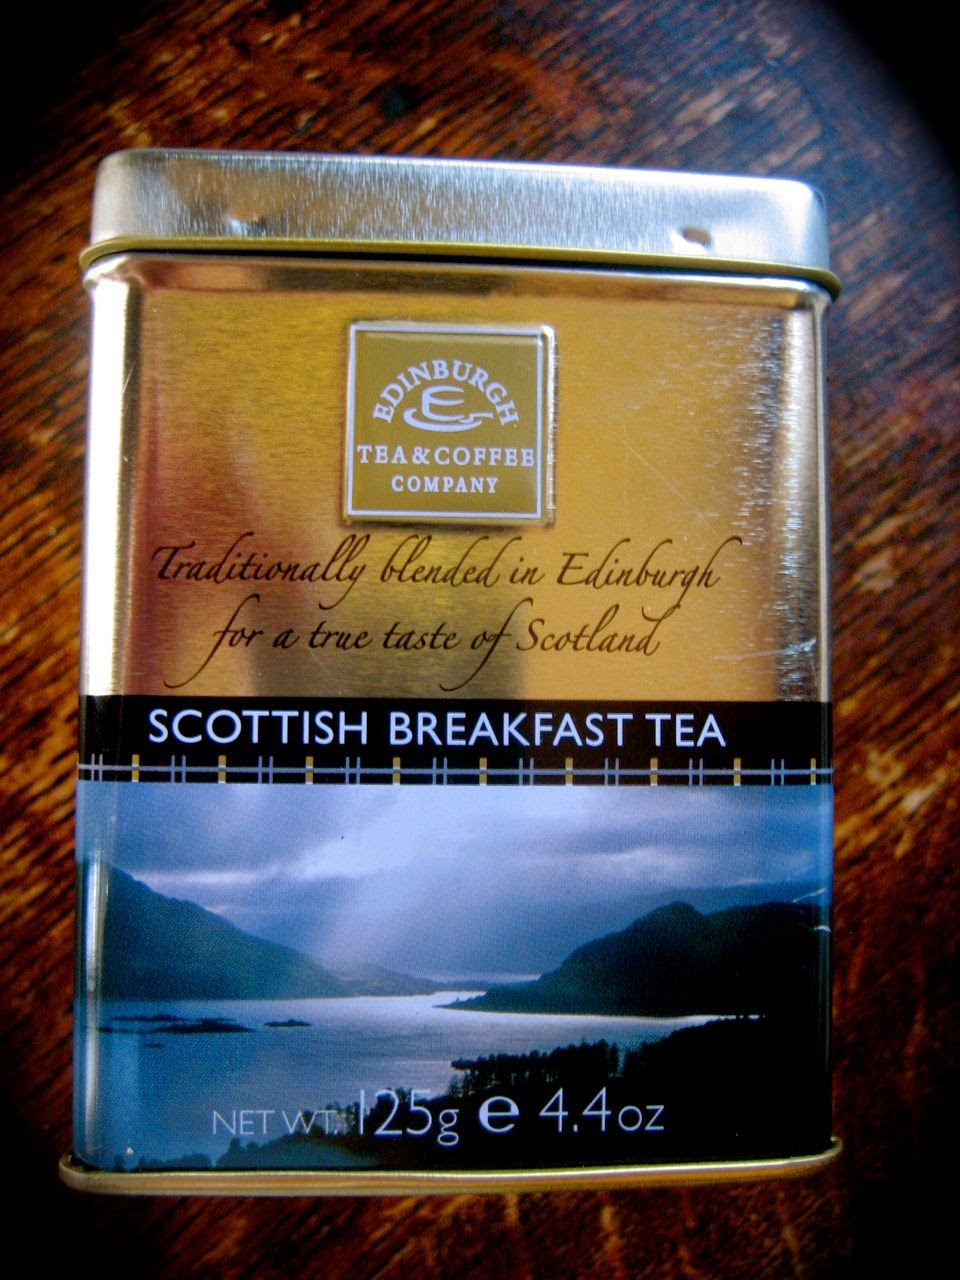 EDINBURGH
E
TEA & COFFEE
COMPANY
Traditionally blended in Edinburgh
for a true taste of Scotland
SCOTTISH BREAKFAST TEA
NET WT. 125g e 4.4oz